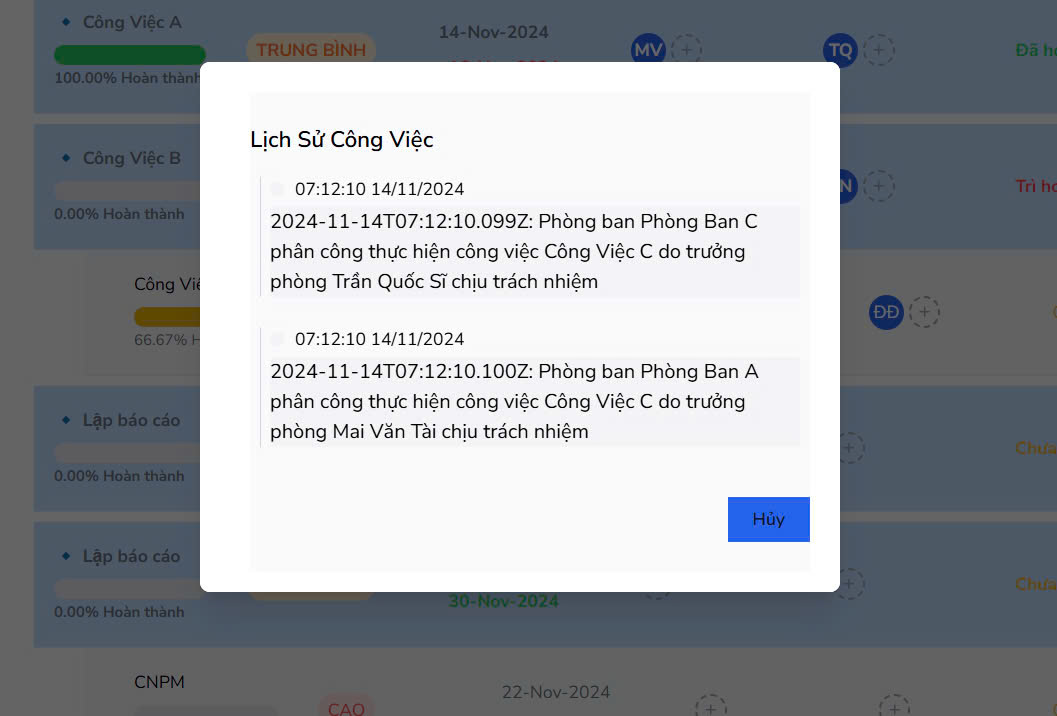 Công Việc A
14-Nov-2024
TRUNG BÌNH
MV
TQ
100.00% Hoàn thành
Công Việc B
0.00% Hoàn thành
66.67%
Lịch Sử Công Việc
07:12:10 14/11/2024
2024-11-14T07:12:10.099Z: Phòng ban Phòng Ban C
phân công thực hiện công việc Công Việc C do trưởng
phòng Trần Quốc Sĩ chịu trách nhiệm
07:12:10 14/11/2024
2024-11-14T07:12:10.100Z: Phòng ban Phòng Ban A
phân công thực hiện công việc Công Việc C do trưởng
phòng Mai Văn Tài chịu trách nhiệm
Hủy
ĐĐ
Lập báo cáo
Chưa
0.00% Hoàn thành
Lập báo cáo
Chưa
0.00% Hoàn thành
30-Nov-2024
CNPM
22-Nov-2024
CAO